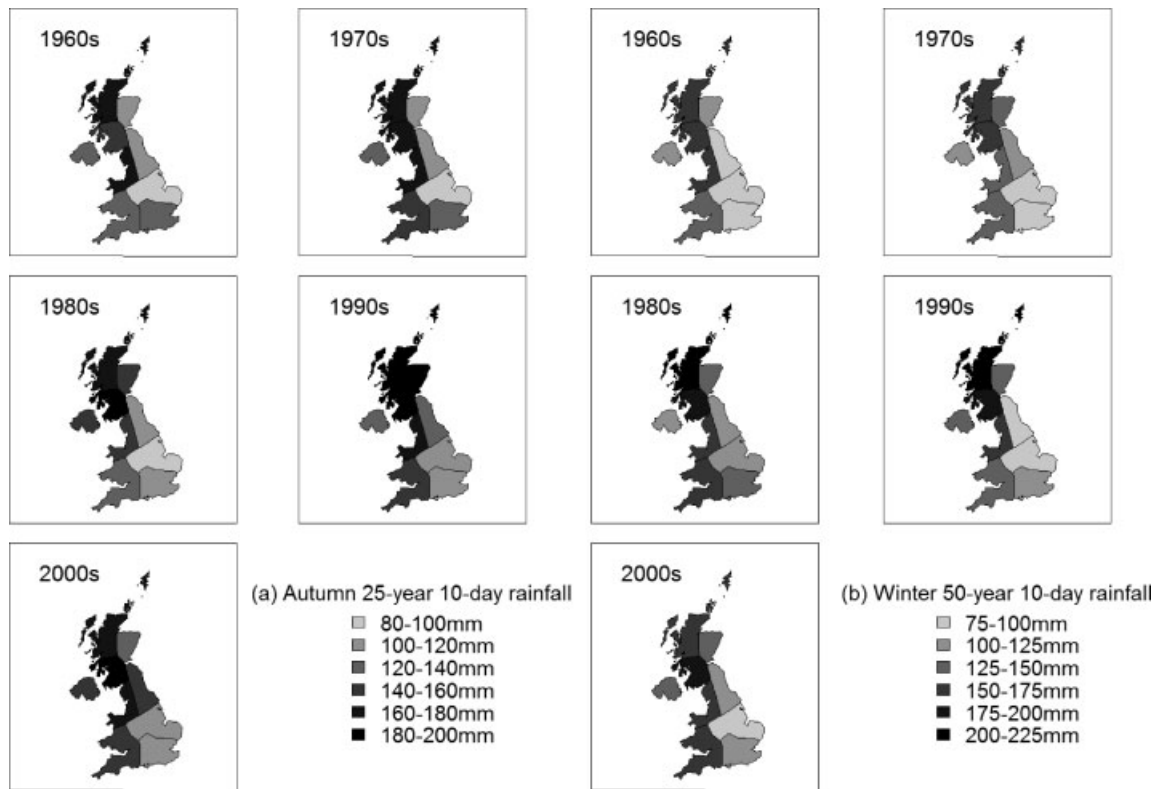 1960s
1970s
1960s
1970s
1980s
1990s
1980s
1990s
2000s
(a) Autumn 25-year 10-day rainfall
80-100mm
100-120mm
120-140mm
140-160mm
160-180mm
180-200mm
2000s
(b) Winter 50-year 10-day rainfall
75-100mm
100-125mm
125-150mm
150-175mm
175-200mm
200-225mm